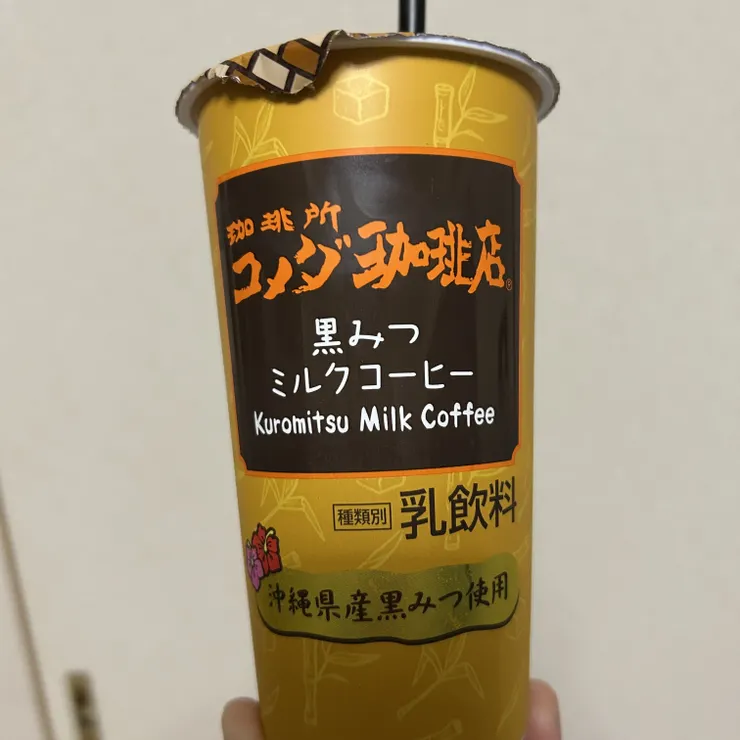 珈琲所
コメダ珈琲店
黒みつ
ミルクコーヒー
Kuromitsu Milk Coffee
種類別 乳飲料
沖縄県産黒みつ使用